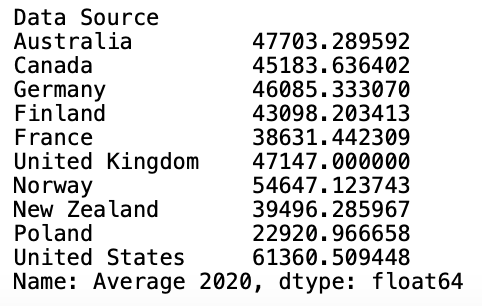 Data Source
Australia 47703.289592
Canada 45183.636402
Germany 46085.333070
Finland 43098.203413
France 38631.442309
United Kingdom 47147.000000
Norway 54647.123743
New Zealand 39496.285967
Poland 22920.966658
United States 61360.509448
Name: Average 2020, dtype: float64